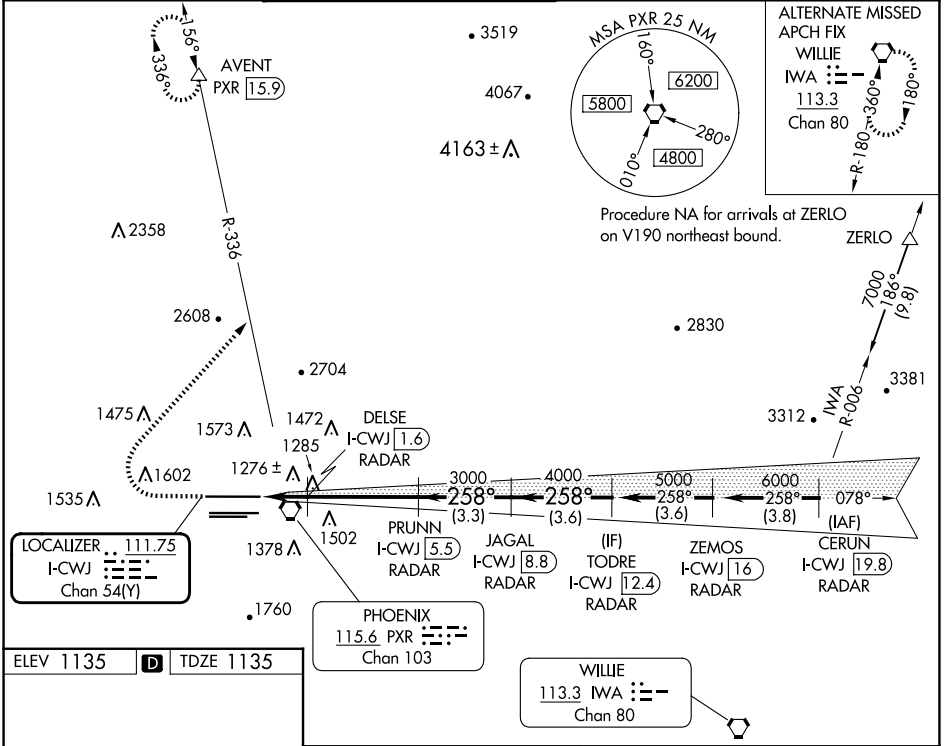 156°
336°
AVENT
PXR 15.9
3519
4067
4163 ±
MSA PXR 25 NM
160°
6200
5800
280°
4800
010°
ALTERNATE MISSED
APCH FIX
WILLIE
IWA
113.3
Chan 80
360°
180°
R-180
Procedure NA for arrivals at ZERLO
on V190 northeast bound.
ZERLO
7000
186°
(9.8)
2358
R-336
2608
2830
2704
3381
3312
IWA
R-006
1475
1573
1472
DELSE
I-CWJ 1.6
RADAR
1285
1276 ±
1602
1535
3000
258°
(3.3)
4000
258°
(3.6)
5000
258°
(3.6)
6000
258°
(3.8)
078°
(IAF)
CERUN
I-CWJ 19.8
RADAR
LOCALIZER 111.75
I-CWJ
Chan 54(Y)
1502
1378
PRUNN
I-CWJ 5.5
RADAR
JAGAL
I-CWJ 8.8
RADAR
(IF)
TODRE
I-CWJ 12.4
RADAR
ZEMOS
I-CWJ 16
RADAR
1760
PHOENIX
115.6 PXR
Chan 103
ELEV 1135 D TDZE 1135
WILLIE
113.3 IWA
Chan 80